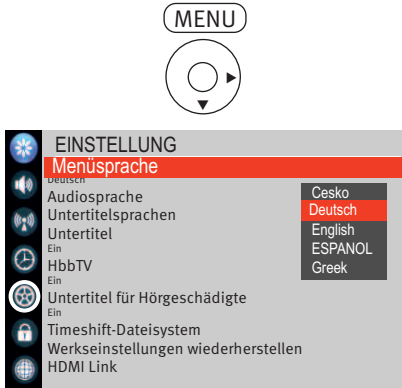 MENU
EINSTELLUNG
Menüsprache
Deutsch
Audiosprache
Untertitelsprachen
Untertitel
Ein
HbbTV
Ein
Untertitel für Hörgeschädigte
Ein
Timeshift-Dateisystem
Werkseinstellungen wiederherstellen
HDMI Link
Cesko
Deutsch
English
ESPANOL
Greek